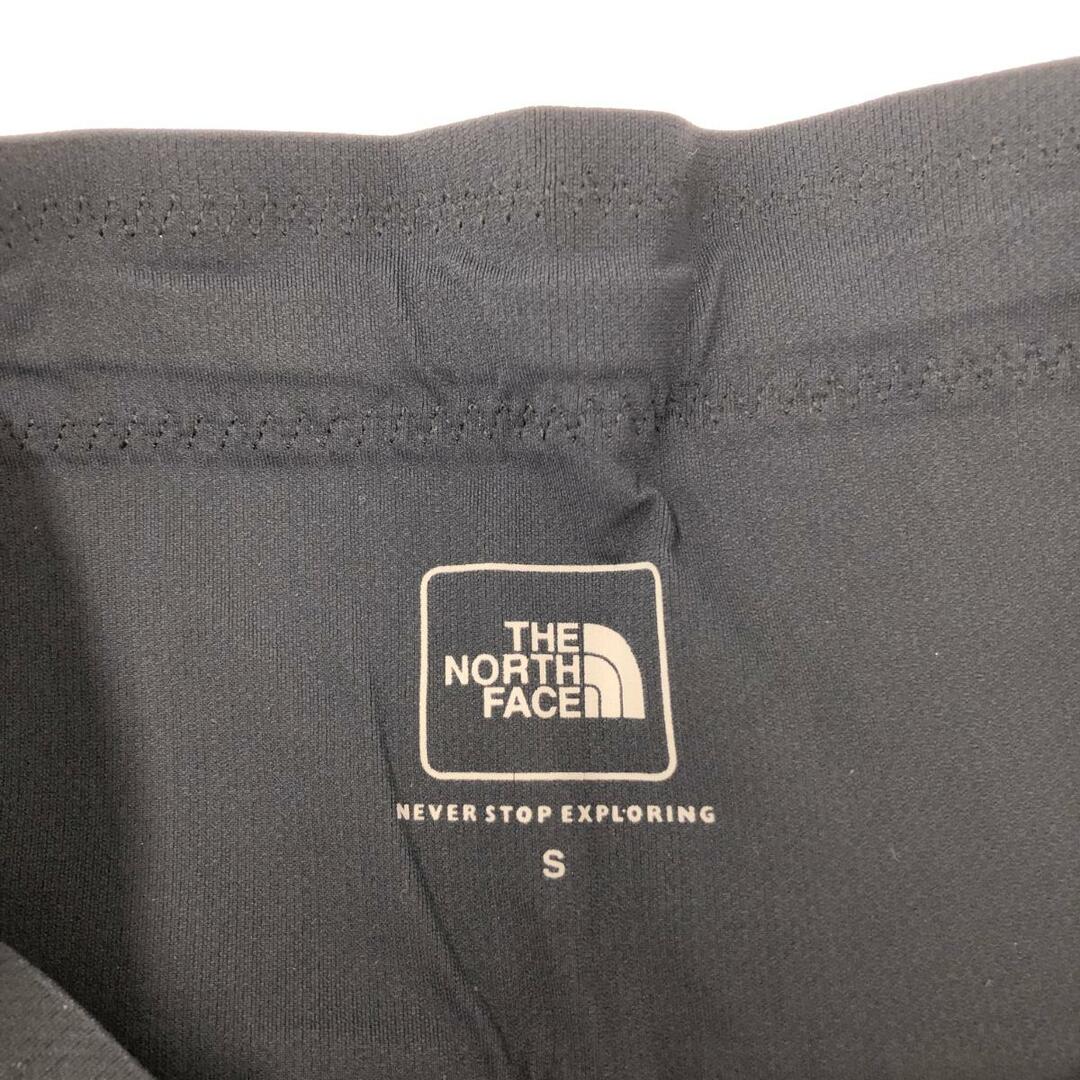 THE
NORTH
FACE
NEVER STOP EXPLORING
S